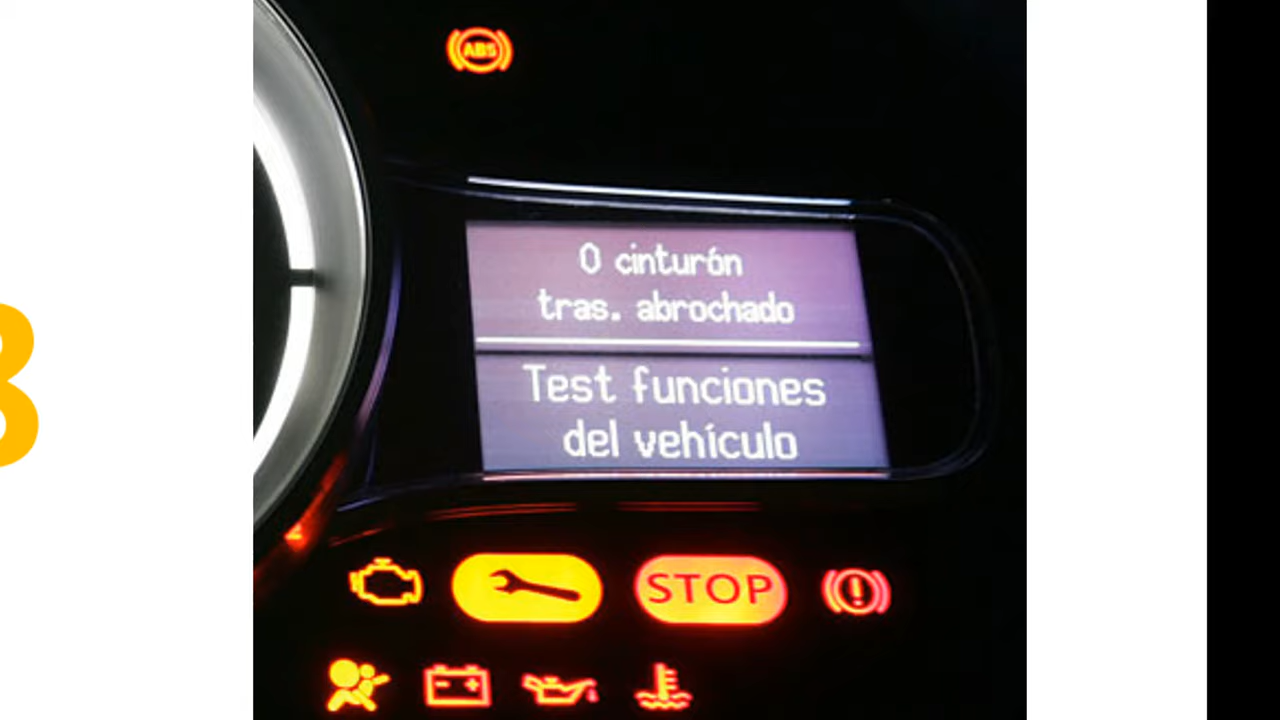 ABS
0 cinturón
tras. abrochado
Test funciones
del vehículo
STOP